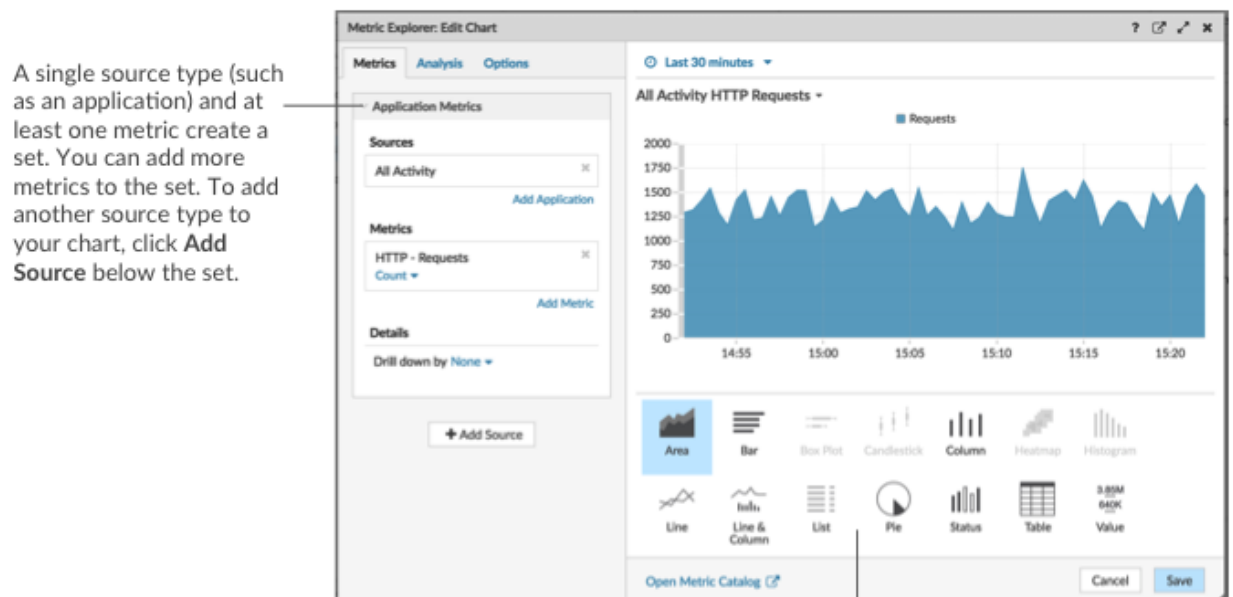 A single source type (such
as an application) and at
least one metric create a
set. You can add more
metrics to the set. To add
another source type to
your chart, click Add
Source below the set.
Metric Explorer: Edit Chart
?
Metrics Analysis Options
Application Metrics
Sources
All Activity
Add Application
Metrics
HTTP - Requests
Count
Add Metric
Details
Drill down by None
+ Add Source
Last 30 minutes
All Activity HTTP Requests
Requests
2000
1750
1500
1250
1000
750
500
250
0
14:55 15:00 15:05 15:10 15:15 15:20
Area Bar Box Plot Candlestick Column Heatmap Histogram
3.85M
640K
Line Line & Column List Pie Status Table Value
Open Metric Catalog
Cancel Save